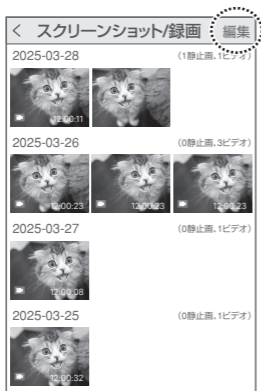 < スクリーンショット/録画 編集
2025-03-28 (1静止画、1ビデオ)
12:00:11
2025-03-26 (0静止画、3ビデオ)
12:00:23 12:00:23 12:00:23
2025-03-27 (0静止画、1ビデオ)
12:00:08
2025-03-25 (0静止画、1ビデオ)
12:00:32